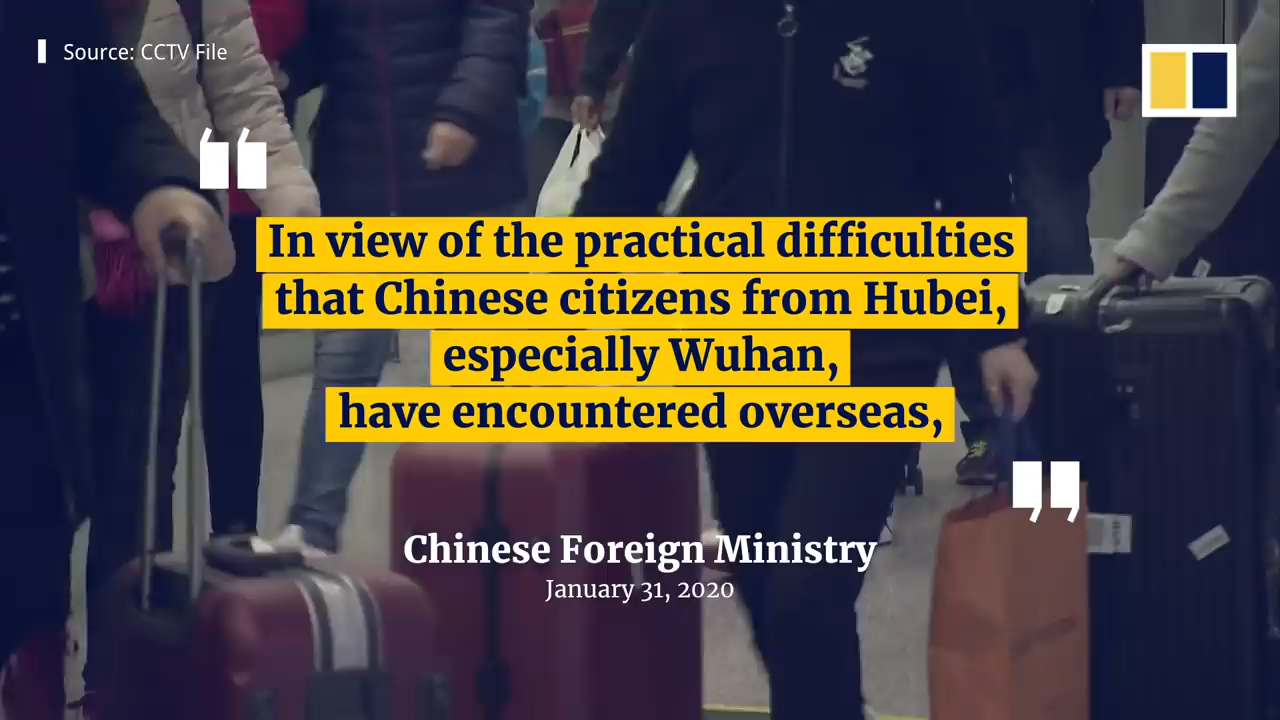 Source: CCTV File
“
In view of the practical difficulties
that Chinese citizens from Hubei,
especially Wuhan,
have encountered overseas,
”
Chinese Foreign Ministry
January 31, 2020